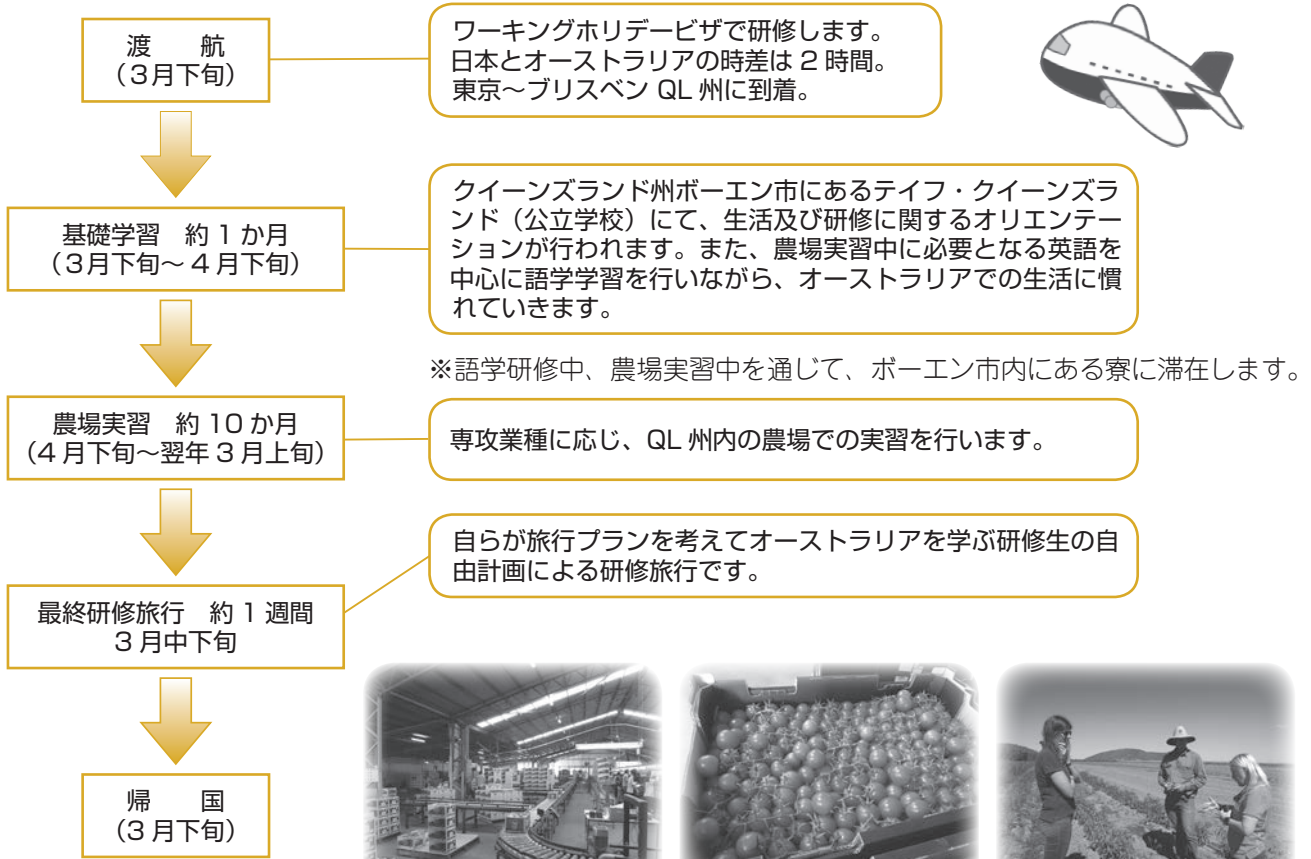 渡　　航
（３月下旬）
ワーキングホリデービザで研修します。
日本とオーストラリアの時差は 2 時間。
東京～ブリスベン QL 州に到着。
基礎学習　約 1 か月
（３月下旬～ 4 月下旬）
クイーンズランド州ボーエン市にあるテイフ・クイーンズラ
ンド（公立学校）にて、生活及び研修に関するオリエンテー
ションが行われます。また、農場実習中に必要となる英語を
中心に語学学習を行いながら、オーストラリアでの生活に慣
れていきます。
※語学研修中、農場実習中を通じて、ボーエン市内にある寮に滞在します。
農場実習　約 10 か月
（4 月下旬～翌年 3 月上旬）
専攻業種に応じ、QL 州内の農場での実習を行います。
自らが旅行プランを考えてオーストラリアを学ぶ研修生の自
由計画による研修旅行です。
最終研修旅行　約 1 週間
3 月中下旬
帰　　国
（３月下旬）